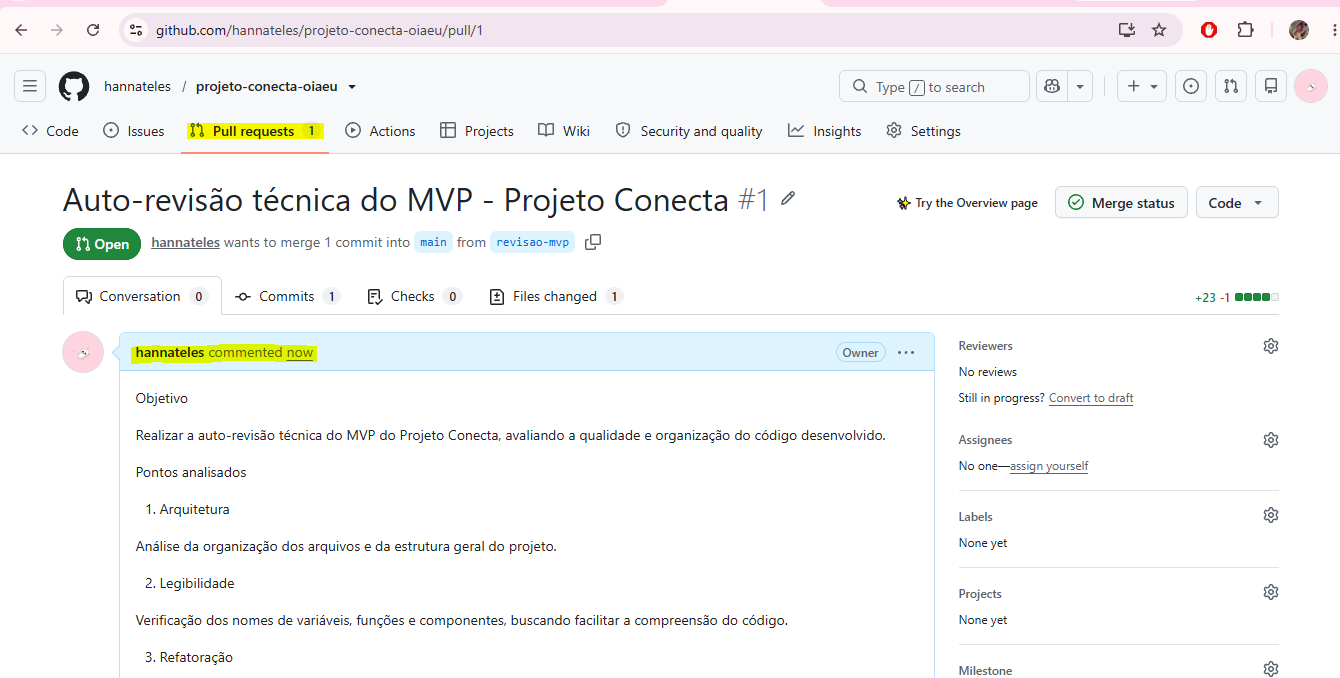 github.com/hannateles/projeto-conecta-oiaeu/pull/1
hannateles / projeto-conecta-oiaeu
Type / to search
Code Issues Pull requests 1 Actions Projects Wiki Security and quality Insights Settings
Auto-revisão técnica do MVP - Projeto Conecta #1
Try the Overview page Merge status Code
Open hannateles wants to merge 1 commit into main from revisao-mvp
Conversation 0 Commits 1 Checks 0 Files changed 1
+23 -1
hannateles commented now Owner
Objetivo
Realizar a auto-revisão técnica do MVP do Projeto Conecta, avaliando a qualidade e organização do código desenvolvido.
Pontos analisados
1. Arquitetura
Análise da organização dos arquivos e da estrutura geral do projeto.
2. Legibilidade
Verificação dos nomes de variáveis, funções e componentes, buscando facilitar a compreensão do código.
3. Refatoração
Reviewers
No reviews
Still in progress? Convert to draft
Assignees
No one—assign yourself
Labels
None yet
Projects
None yet
Milestone